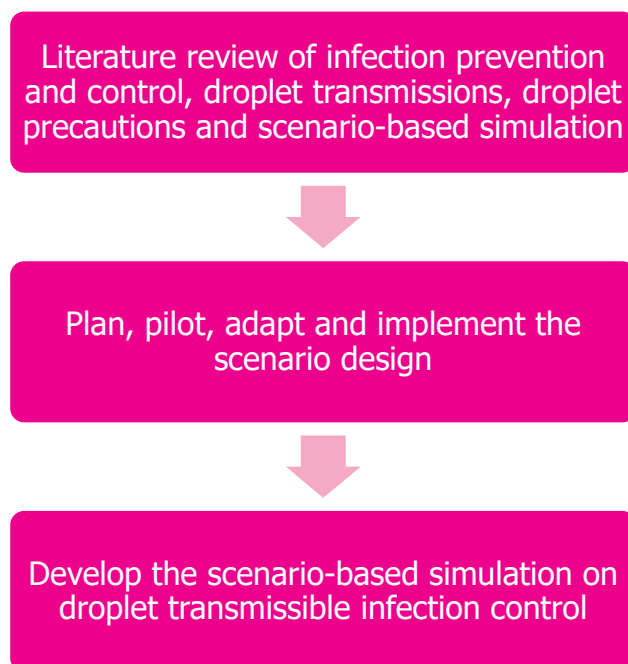 Literature review of infection prevention
and control, droplet transmissions, droplet
precautions and scenario-based simulation
Plan, pilot, adapt and implement the
scenario design
Develop the scenario-based simulation on
droplet transmissible infection control